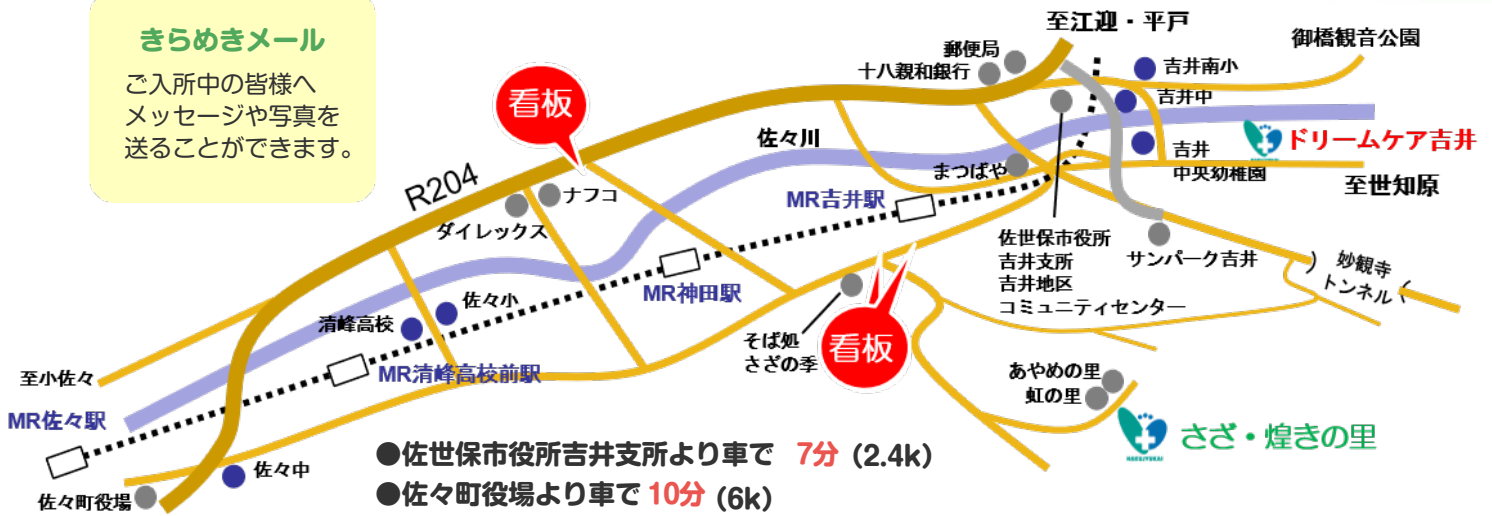 きらめきメール
ご入所中の皆様へ
メッセージや写真を
送ることができます。
至江迎・平戸
郵便局
十八親和銀行
御橋観音公園
吉井南小
吉井中
ドリームケア吉井
吉井
中央幼稚園
至世知原
看板
佐々川
まつばや
R204
ナフコ
ダイレックス
MR吉井駅
佐世保市役所
吉井支所
吉井地区
コミュニティセンター
サンパーク吉井
妙観寺
トンネル
MR神田駅
佐々小
清峰高校
MR清峰高校前駅
そば処
さざの季
看板
至小佐々
MR佐々駅
あやめの里
虹の里
さざ・煌きの里
佐々中
佐々町役場
●佐世保市役所吉井支所より車で 7分 (2.4k)
●佐々町役場より車で 10分 (6k)